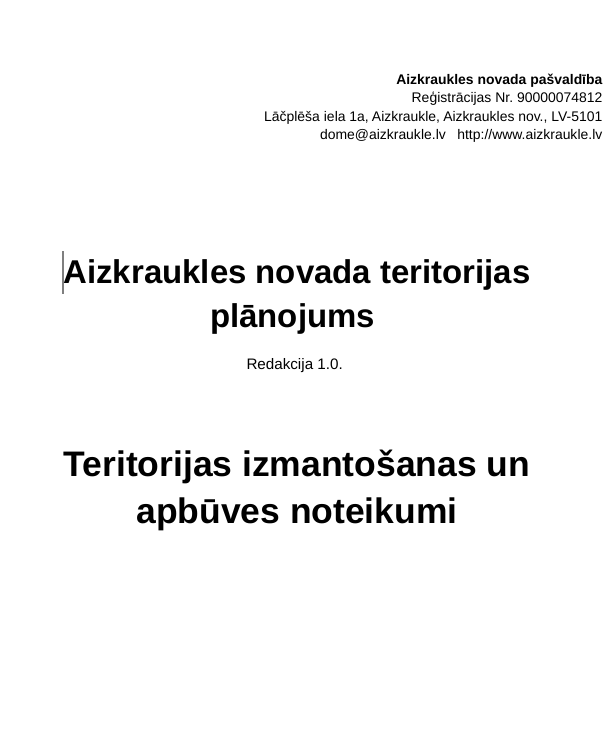 Aizkraukles novada pašvaldība
Reģistrācijas Nr. 90000074812
Lāčplēša iela 1a, Aizkraukle, Aizkraukles nov., LV-5101
dome@aizkraukle.lv http://www.aizkraukle.lv
Aizkraukles novada teritorijas
plānojums
Redakcija 1.0.
Teritorijas izmantošanas un
apbūves noteikumi